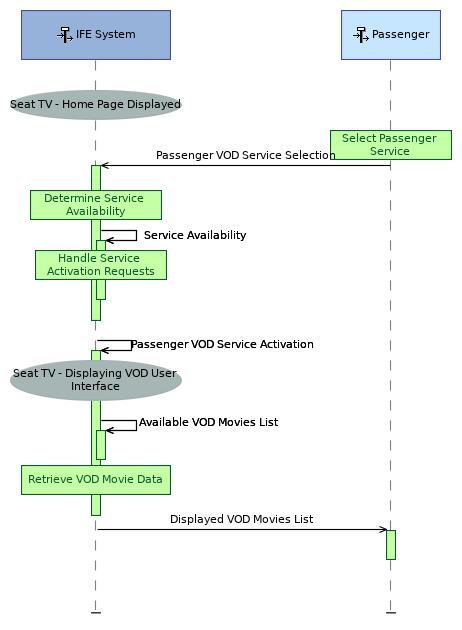 IFE System
Passenger
Seat TV - Home Page Displayed
Select Passenger
Service
Passenger VOD Service Selection
Determine Service
Availability
Service Availability
Handle Service
Activation Requests
Passenger VOD Service Activation
Seat TV - Displaying VOD User
Interface
Available VOD Movies List
Retrieve VOD Movie Data
Displayed VOD Movies List